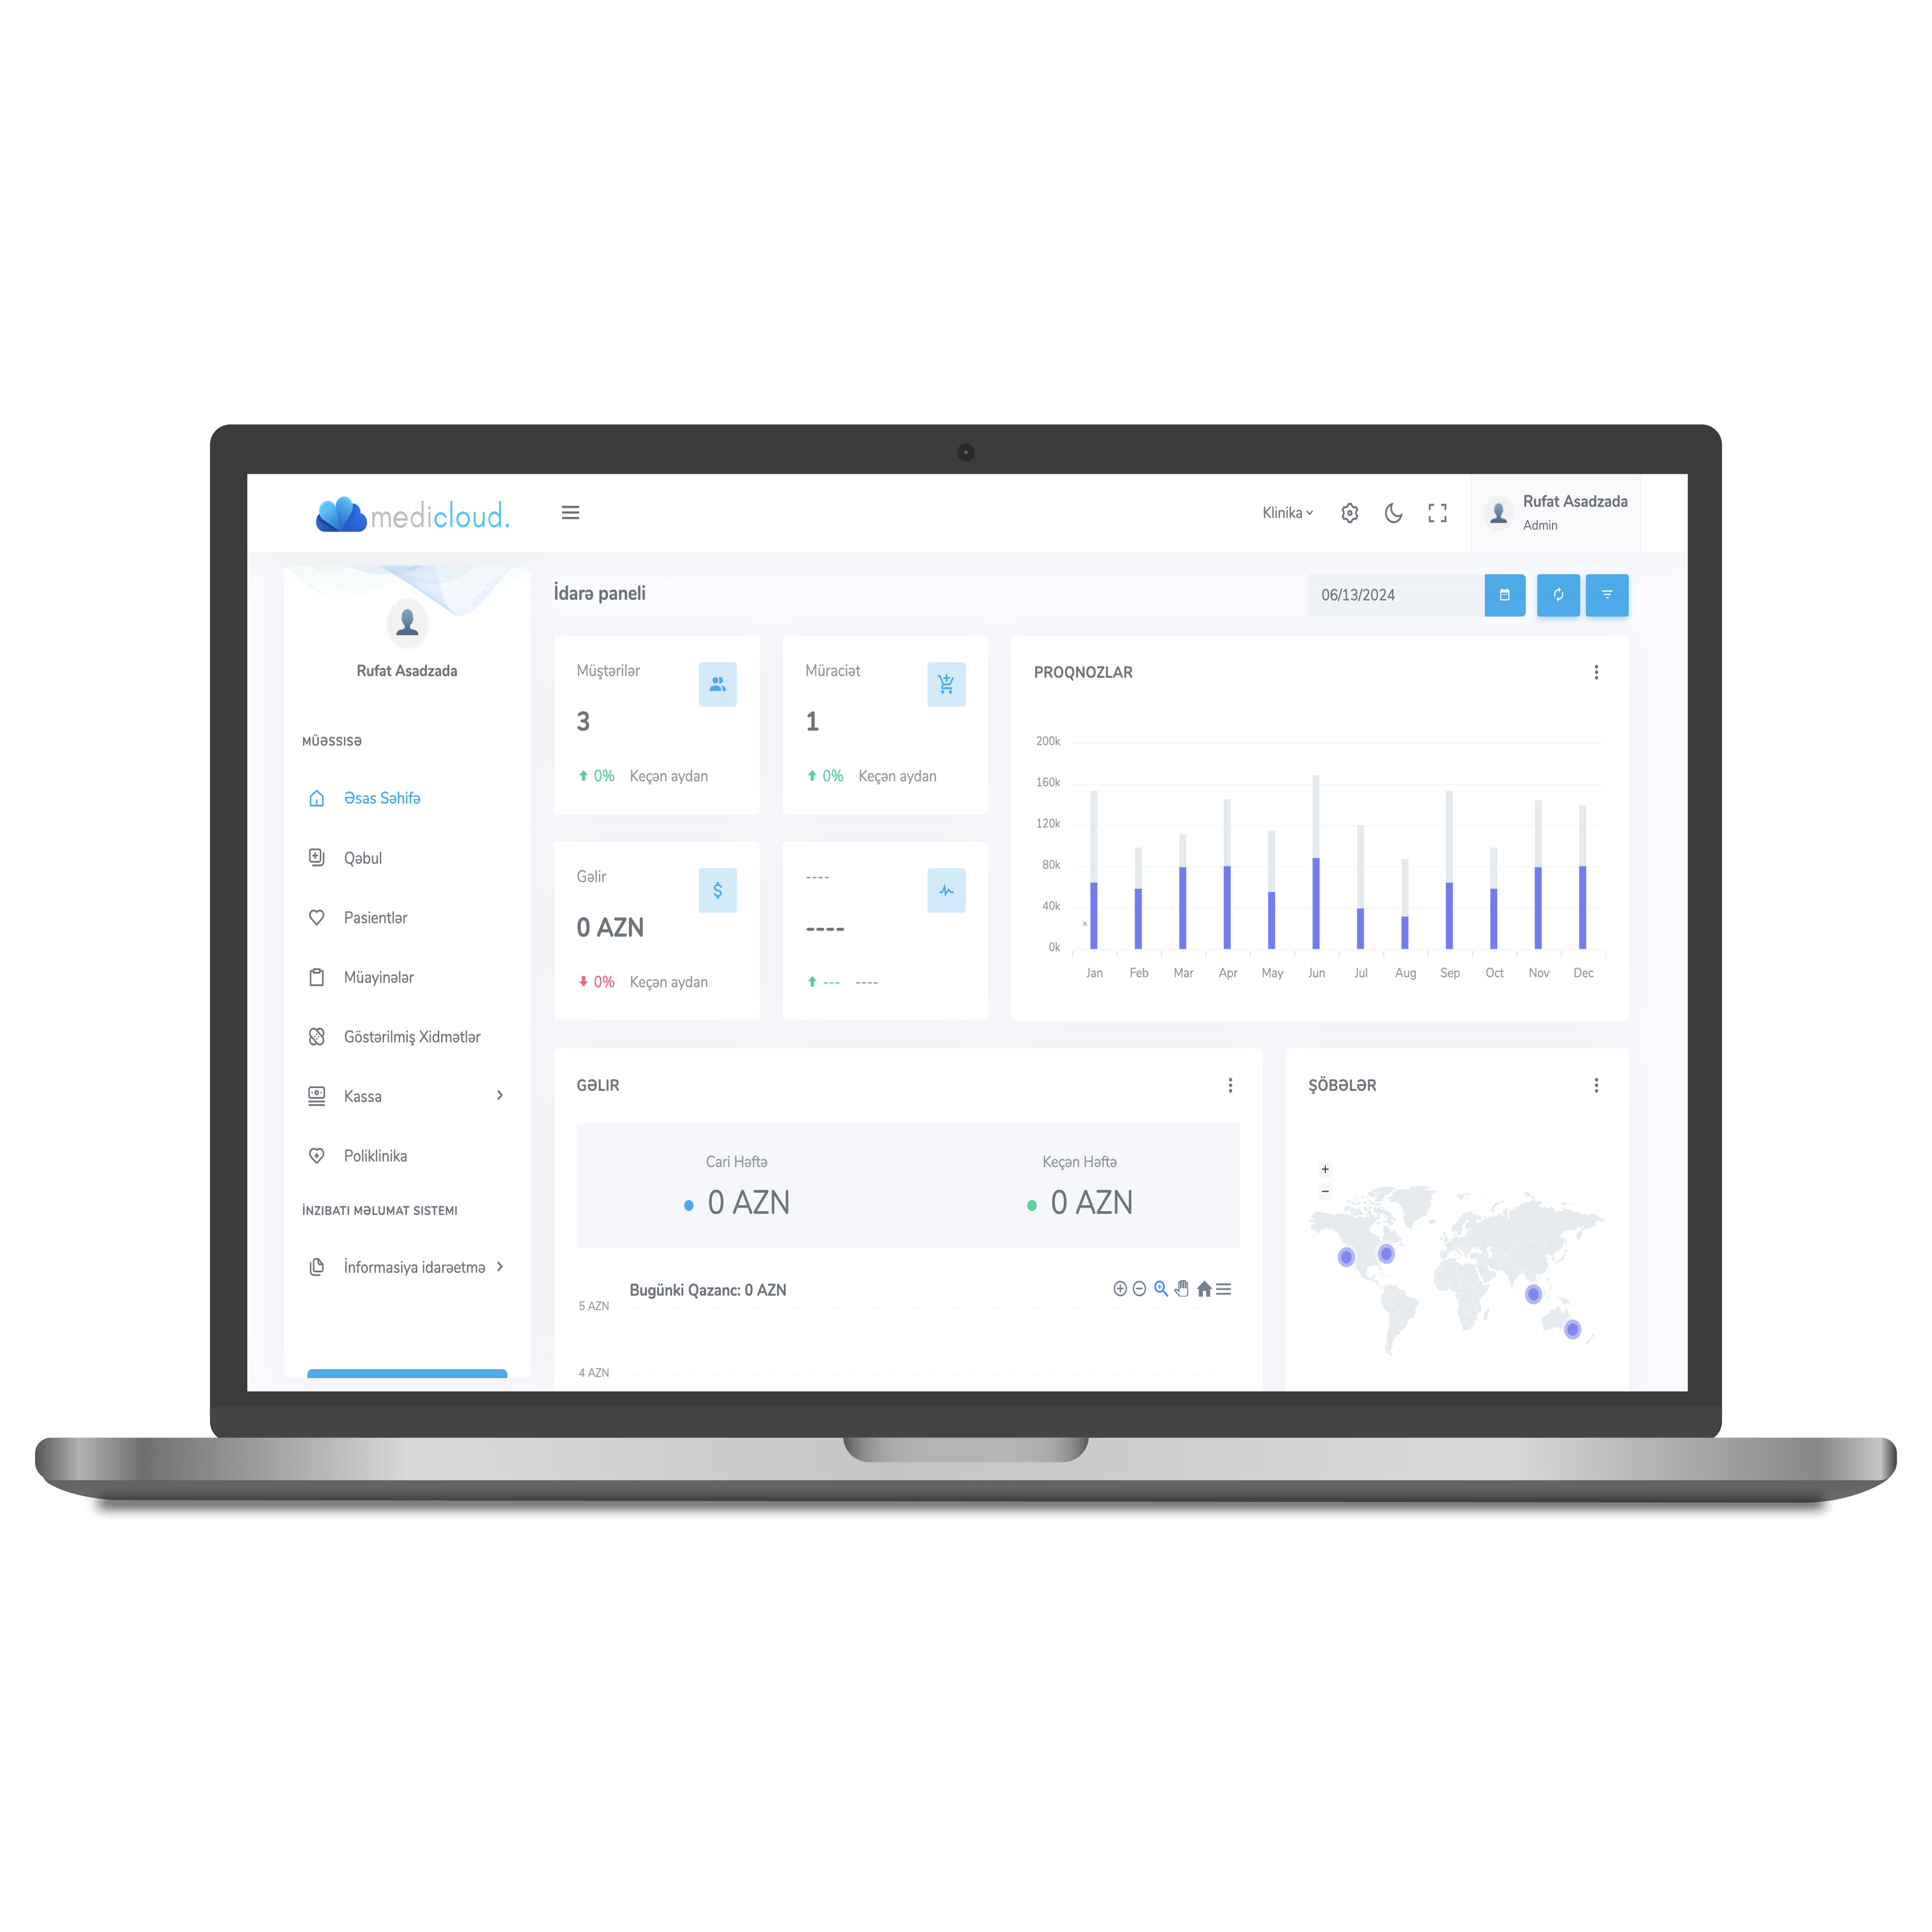 medicloud.
Klinika
Rufat Asadzada
Admin
Rufat Asadzada
MÜƏSSISƏ
Əsas Səhifə
Qəbul
Pasientlər
Müayinələr
Göstərilmiş Xidmətlər
Kassa
Poliklinika
İNZIBATI MƏLUMAT SISTEMI
İnformasiya idarəetmə
İdarə paneli
06/13/2024
Müştərilər
3
0% Keçən aydan
Müraciət
1
0% Keçən aydan
Gəlir
0 AZN
0% Keçən aydan
----
----
--- ----
PROQNOZLAR
200k
160k
120k
80k
40k
0k
Jan Feb Mar Apr May Jun Jul Aug Sep Oct Nov Dec
GƏLIR
Cari Həftə
0 AZN
Keçən Həftə
0 AZN
Bugünki Qazanc: 0 AZN
5 AZN
4 AZN
ŞÖBƏLƏR
+
−